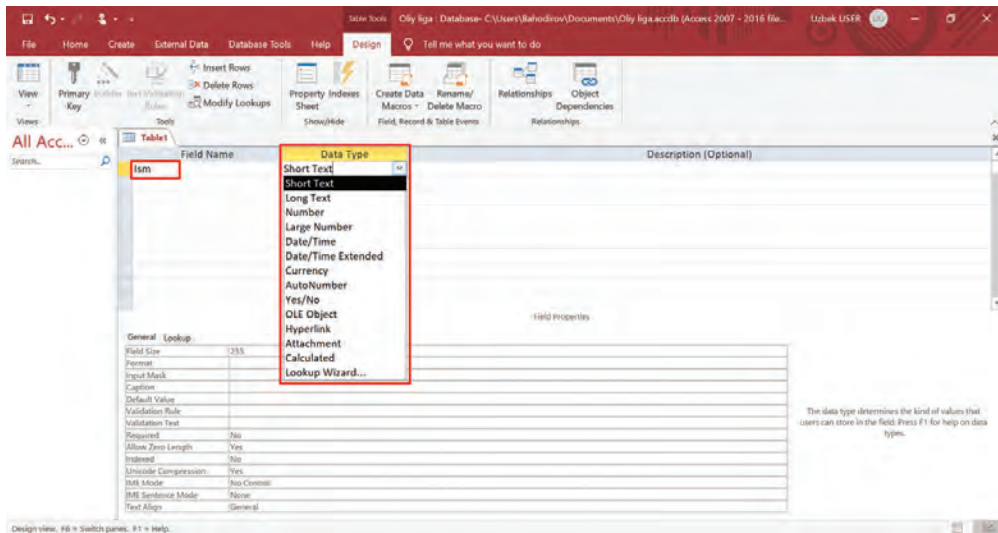 Table Tools Oliy liga : Database- C:\Users\Bahodirov\Documents\Oliy liga.accdb (Access 2007 - 2016 file... Uzbek USER
File Home Create External Data Database Tools Help Design Tell me what you want to do
View
Primary Key
Builder Test Validation Rules
Insert Rows
Delete Rows
Modify Lookups
Property Sheet
Indexes
Create Data Macros
Rename/ Delete Macro
Relationships
Object Dependencies
Views Tools Show/Hide Field, Record & Table Events Relationships
All Acc...
Search...
Table1
Field Name Data Type Description (Optional)
Ism Short Text
Short Text
Long Text
Number
Large Number
Date/Time
Date/Time Extended
Currency
AutoNumber
Yes/No
OLE Object
Hyperlink
Attachment
Calculated
Lookup Wizard...
Field Properties
General Lookup
Field Size 255
Format
Input Mask
Caption
Default Value
Validation Rule
Validation Text
Required No
Allow Zero Length Yes
Indexed No
Unicode Compression Yes
IME Mode No Control
IME Sentence Mode None
Text Align General
The data type determines the kind of values that
users can store in the field. Press F1 for help on data
types.
Design view. F6 = Switch panes. F1 = Help.